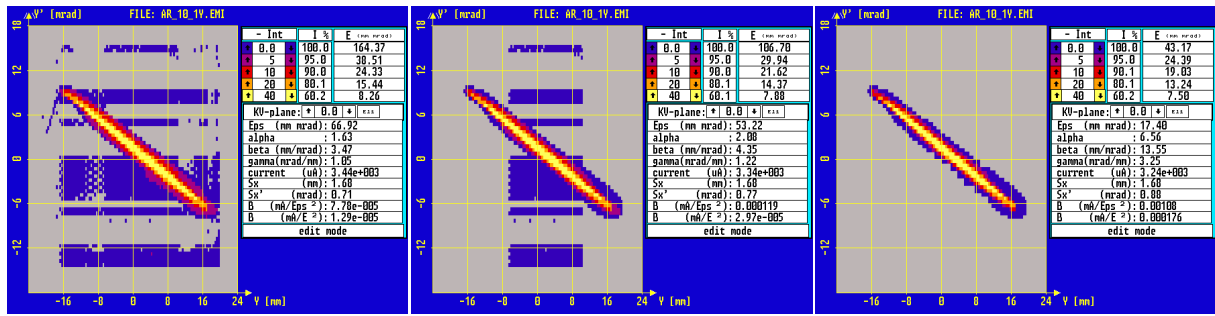 Y' [mrad] FILE: AR_10_1Y.EMI
18
12
6
0
-6
-12
-16 -8 0 8 16 24 Y [mm]
- Int I % E (mm mrad)
0.0 100.0 164.37
5 95.0 38.51
10 90.0 24.33
20 80.1 15.44
40 60.2 8.26
KV-plane: 0.0
Eps (mm mrad): 66.92
alpha : 1.63
beta (mm/mrad): 3.47
gamma(mrad/mm): 1.05
current (uA): 3.44e+003
Sx (mm): 1.68
Sx' (mrad): 0.71
B (mA/Eps ²): 7.78e-005
B (mA/E ²): 1.29e-005
edit mode
Y' [mrad] FILE: AR_10_1Y.EMI
18
12
6
0
-6
-12
-16 -8 0 8 16 24 Y [mm]
- Int I % E (mm mrad)
0.0 100.0 106.70
5 95.0 29.94
10 90.0 21.62
20 80.1 14.37
40 60.1 7.88
KV-plane: 0.0
Eps (mm mrad): 53.22
alpha : 2.08
beta (mm/mrad): 4.35
gamma(mrad/mm): 1.22
current (uA): 3.34e+003
Sx (mm): 1.68
Sx' (mrad): 0.77
B (mA/Eps ²): 0.000119
B (mA/E ²): 2.97e-005
edit mode
Y' [mrad] FILE: AR_10_1Y.EMI
18
12
6
0
-6
-12
-16 -8 0 8 16 24 Y [mm]
- Int I % E (mm mrad)
0.0 100.0 43.17
5 95.0 24.39
10 90.1 19.03
20 80.1 13.24
40 60.1 7.50
KV-plane: 0.0
Eps (mm mrad): 17.40
alpha : 6.56
beta (mm/mrad): 13.55
gamma(mrad/mm): 3.25
current (uA): 3.24e+003
Sx (mm): 1.68
Sx' (mrad): 0.88
B (mA/Eps ²): 0.00108
B (mA/E ²): 0.000176
edit mode